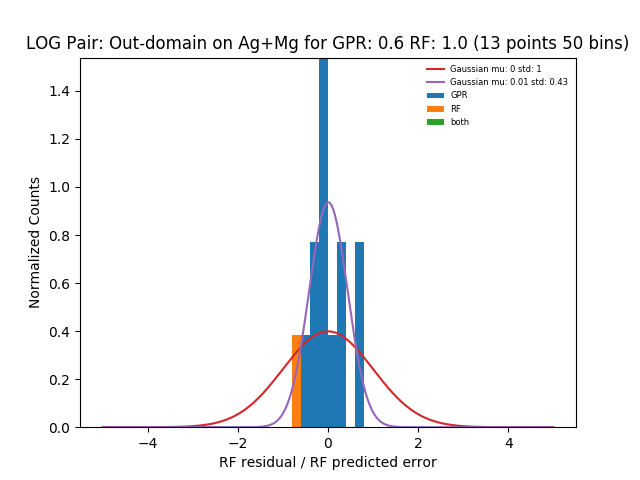 LOG Pair: Out-domain on Ag+Mg for GPR: 0.6 RF: 1.0 (13 points 50 bins)
Gaussian mu: 0 std: 1
Gaussian mu: 0.01 std: 0.43
GPR
RF
both
Normalized Counts
1.4
1.2
1.0
0.8
0.6
0.4
0.2
0.0
−4 −2 0 2 4
RF residual / RF predicted error